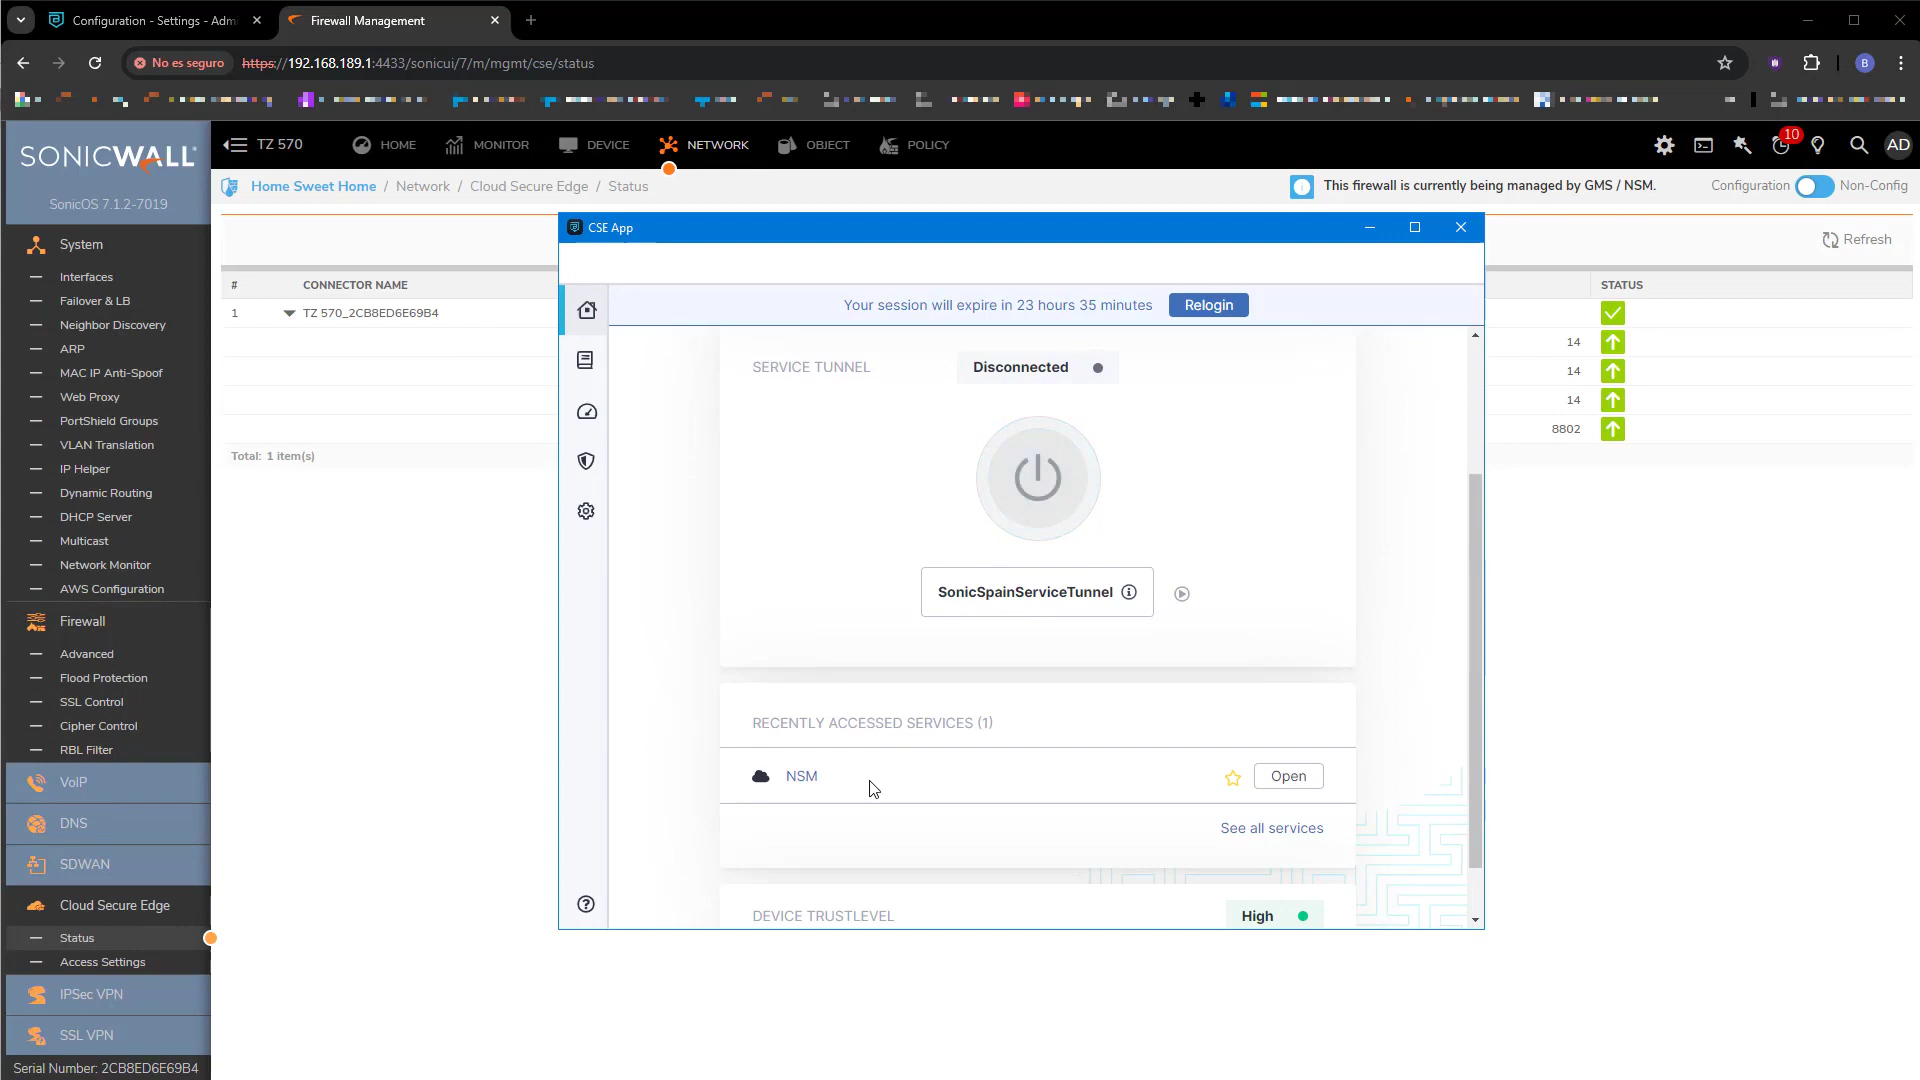 Configuration - Settings - Adm
Firewall Management
No es seguro
https://192.168.189.1:4433/sonicui/7/m/mgmt/cse/status
B
SONICWALL
SonicOS 7.1.2-7019
TZ 570
HOME
MONITOR
DEVICE
NETWORK
OBJECT
POLICY
10
AD
Home Sweet Home / Network / Cloud Secure Edge / Status
This firewall is currently being managed by GMS / NSM.
Configuration
Non-Config
Refresh
System
Interfaces
Failover & LB
Neighbor Discovery
ARP
MAC IP Anti-Spoof
Web Proxy
PortShield Groups
VLAN Translation
IP Helper
Dynamic Routing
DHCP Server
Multicast
Network Monitor
AWS Configuration
Firewall
Advanced
Flood Protection
SSL Control
Cipher Control
RBL Filter
VoIP
DNS
SDWAN
Cloud Secure Edge
Status
Access Settings
IPSec VPN
SSL VPN
Serial Number: 2CB8ED6E69B4
# CONNECTOR NAME
1 TZ 570_2CB8ED6E69B4
Total: 1 item(s)
STATUS
14
14
14
8802
CSE App
Your session will expire in 23 hours 35 minutes
Relogin
SERVICE TUNNEL
Disconnected
SonicSpainServiceTunnel
RECENTLY ACCESSED SERVICES (1)
NSM
Open
See all services
DEVICE TRUSTLEVEL
High